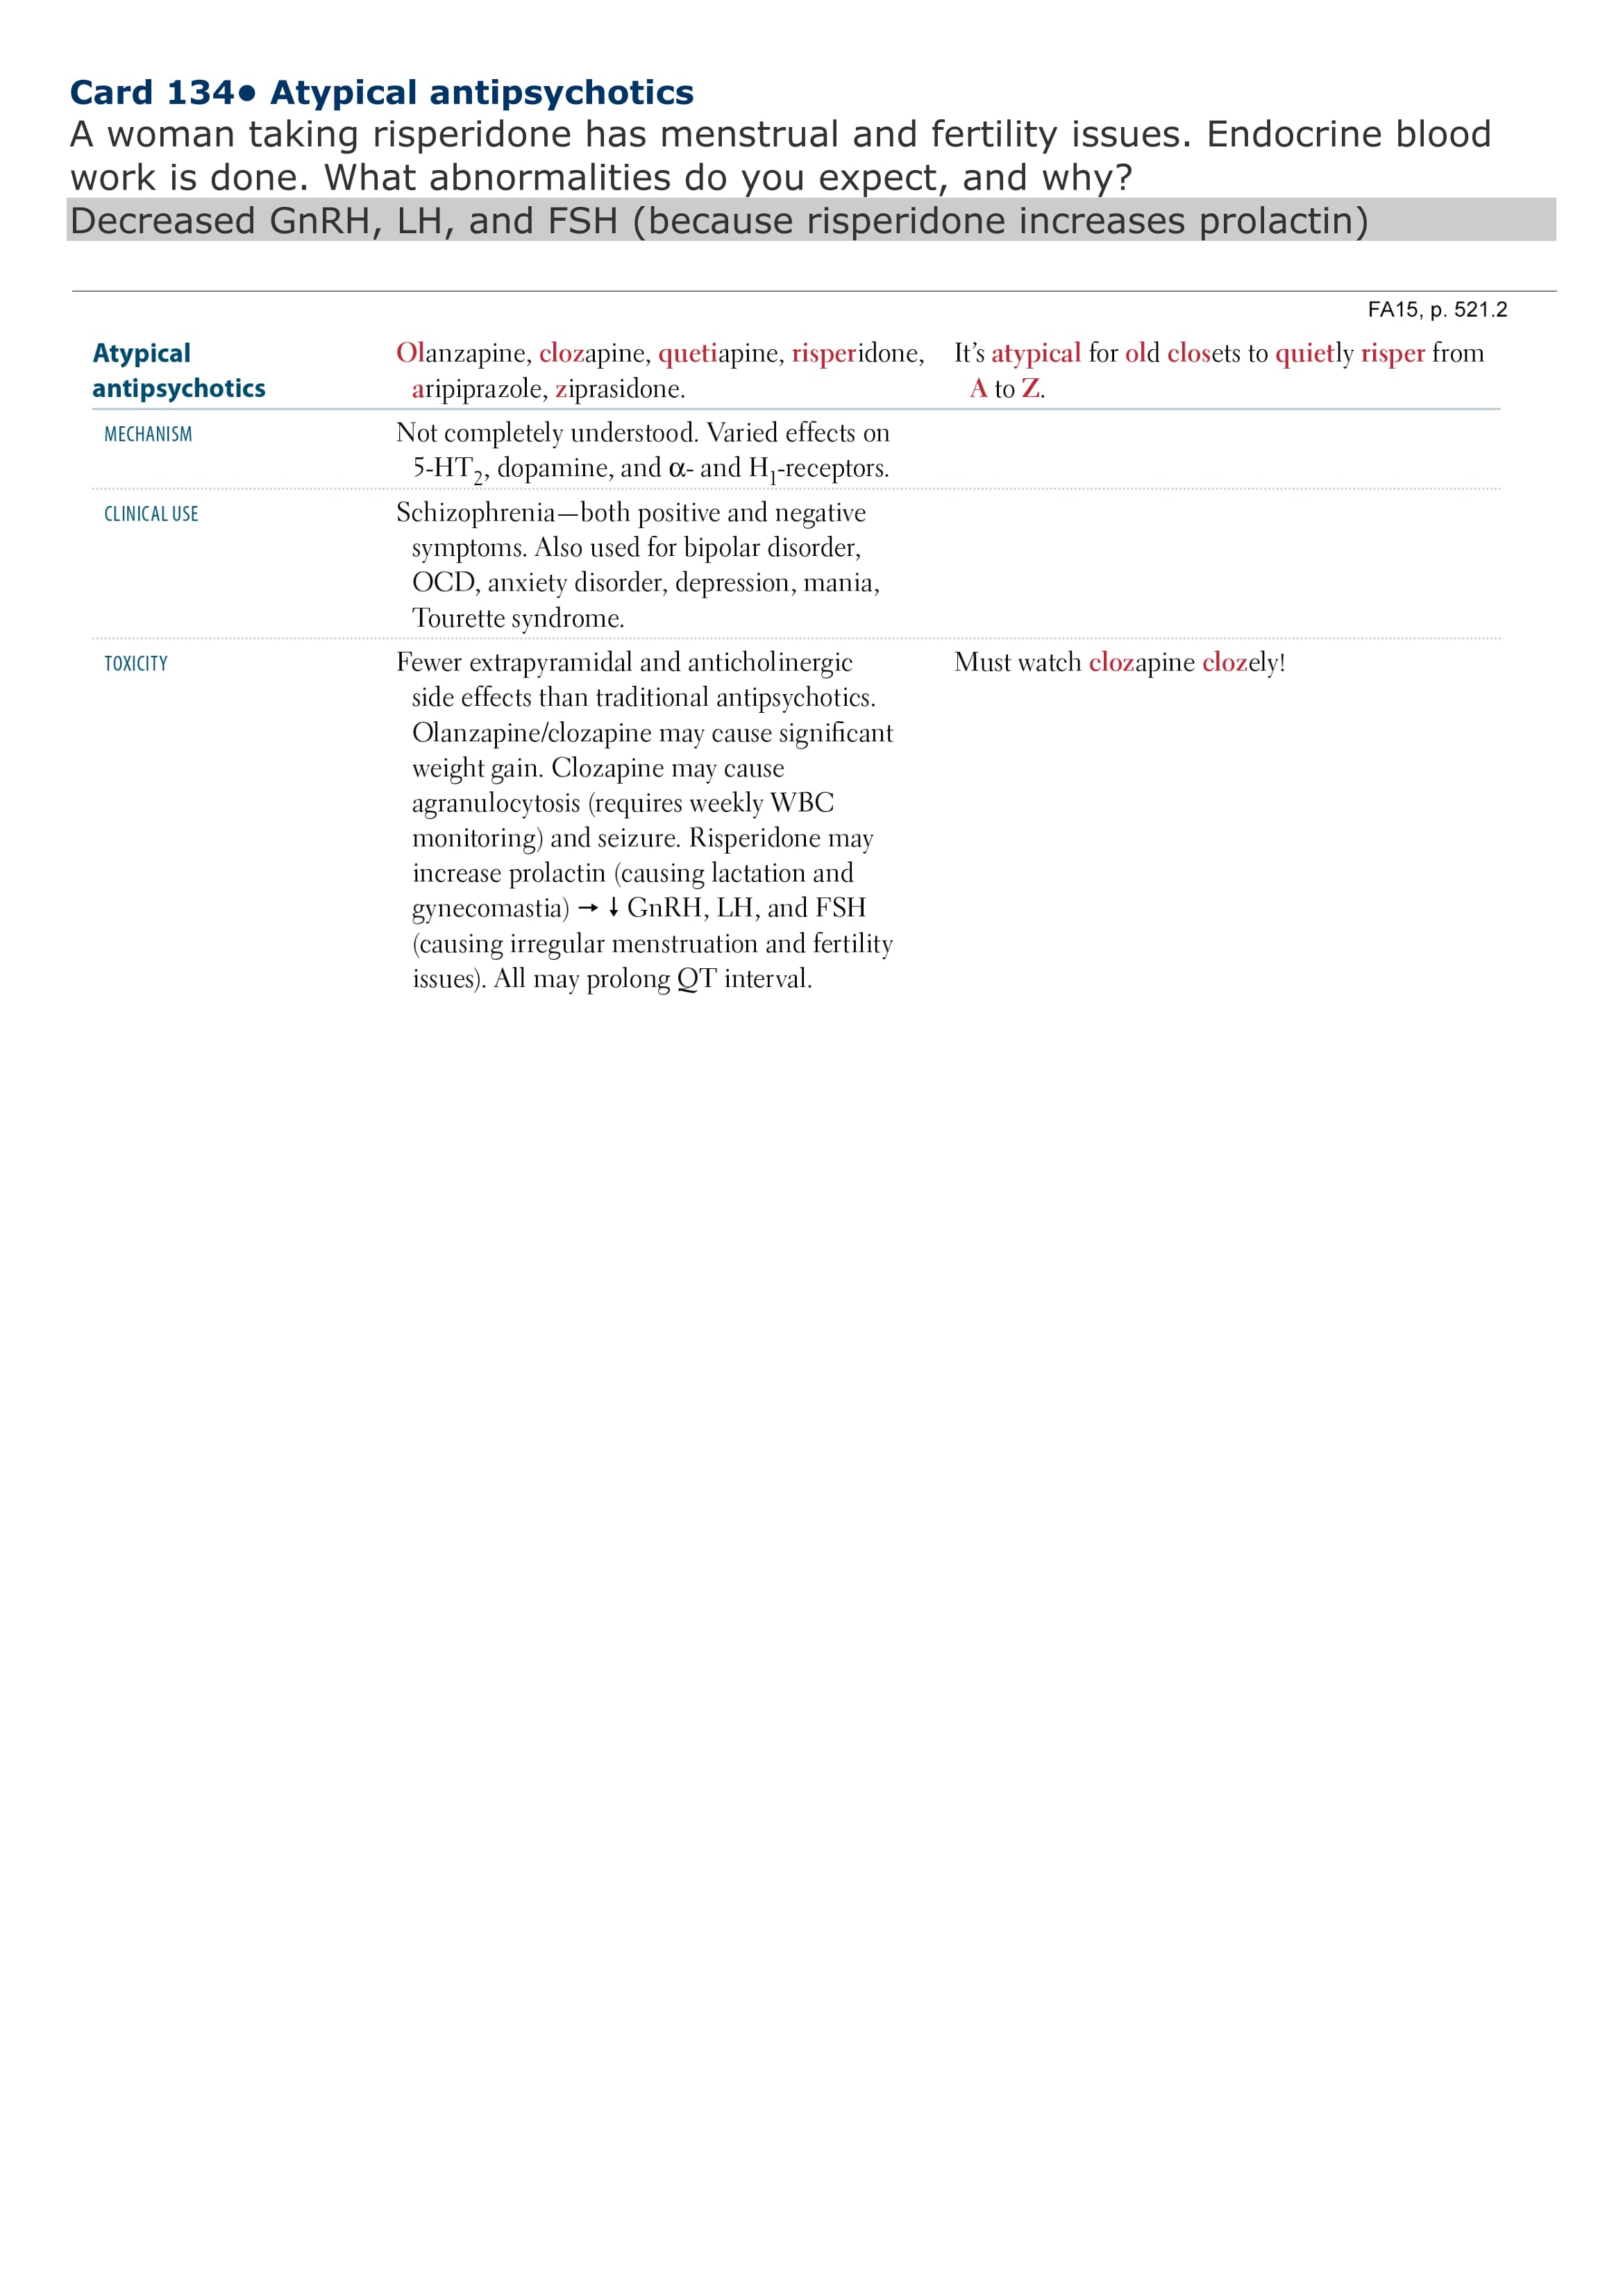 Card 134• Atypical antipsychotics
A woman taking risperidone has menstrual and fertility issues. Endocrine blood
work is done. What abnormalities do you expect, and why?
Decreased GnRH, LH, and FSH (because risperidone increases prolactin)
FA15, p. 521.2
Atypical
antipsychotics
Olanzapine, clozapine, quetiapine, risperidone,
aripiprazole, ziprasidone.
It’s atypical for old closets to quietly risper from
A to Z.
MECHANISM
Not completely understood. Varied effects on
5-HT2, dopamine, and α- and H1-receptors.
CLINICAL USE
Schizophrenia—both positive and negative
symptoms. Also used for bipolar disorder,
OCD, anxiety disorder, depression, mania,
Tourette syndrome.
TOXICITY
Fewer extrapyramidal and anticholinergic
side effects than traditional antipsychotics.
Olanzapine/clozapine may cause significant
weight gain. Clozapine may cause
agranulocytosis (requires weekly WBC
monitoring) and seizure. Risperidone may
increase prolactin (causing lactation and
gynecomastia) → ↓ GnRH, LH, and FSH
(causing irregular menstruation and fertility
issues). All may prolong QT interval.
Must watch clozapine clozely!